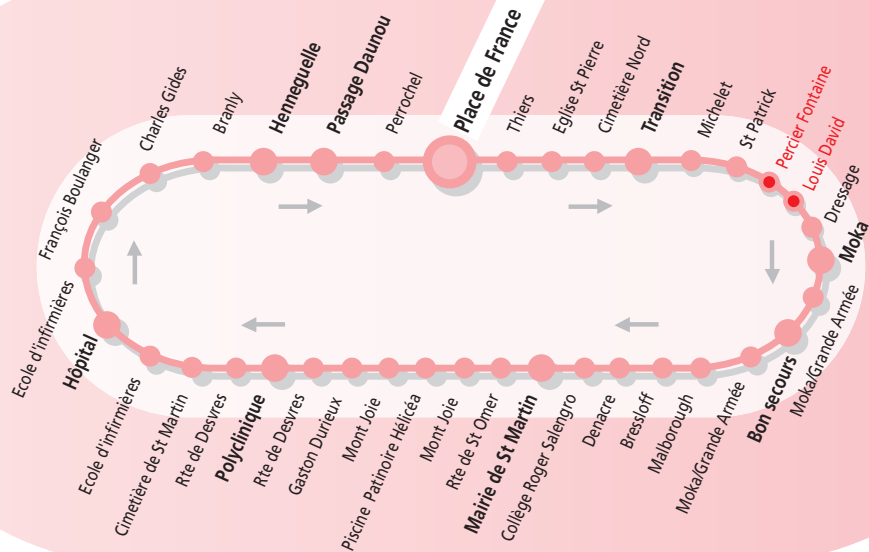 Place de France
Thiers
Eglise St Pierre
Cimetière Nord
Transition
Michelet
St Patrick
Percier Fontaine
Louis David
Dressage
Moka
Moka/Grande Armée
Bon secours
Moka/Grande Armée
Malborough
Bressloff
Denacre
Collège Roger Salengro
Mairie de St Martin
Rte de St Omer
Mont Joie
Piscine Patinoire Hélicéa
Mont Joie
Gaston Durieux
Rte de Desvres
Polyclinique
Rte de Desvres
Cimetière de St Martin
Ecole d'infirmières
Hôpital
Ecole d'infirmières
François Boulanger
Charles Gides
Branly
Henneguelle
Passage Daunou
Perrochel